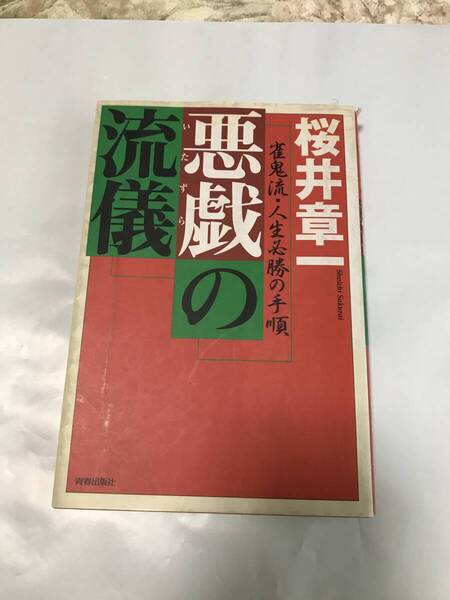 桜井章一
Shoichi Sakurai
雀鬼流・人生必勝の手順
悪戯の
いたずら
流儀
青春出版社